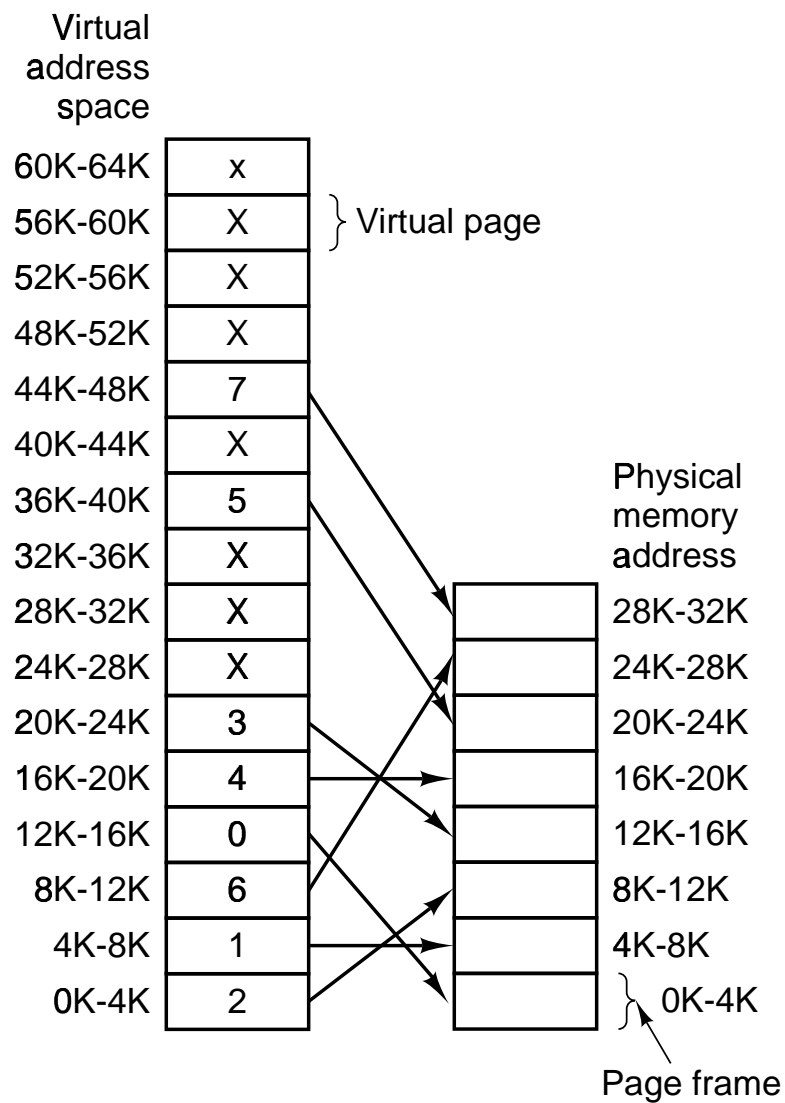 Virtual
address
space
60K-64K x
56K-60K X } Virtual page
52K-56K X
48K-52K X
44K-48K 7
40K-44K X
36K-40K 5
32K-36K X
28K-32K X
24K-28K X
20K-24K 3
16K-20K 4
12K-16K 0
8K-12K 6
4K-8K 1
0K-4K 2
Physical
memory
address
28K-32K
24K-28K
20K-24K
16K-20K
12K-16K
8K-12K
4K-8K
} 0K-4K
Page frame